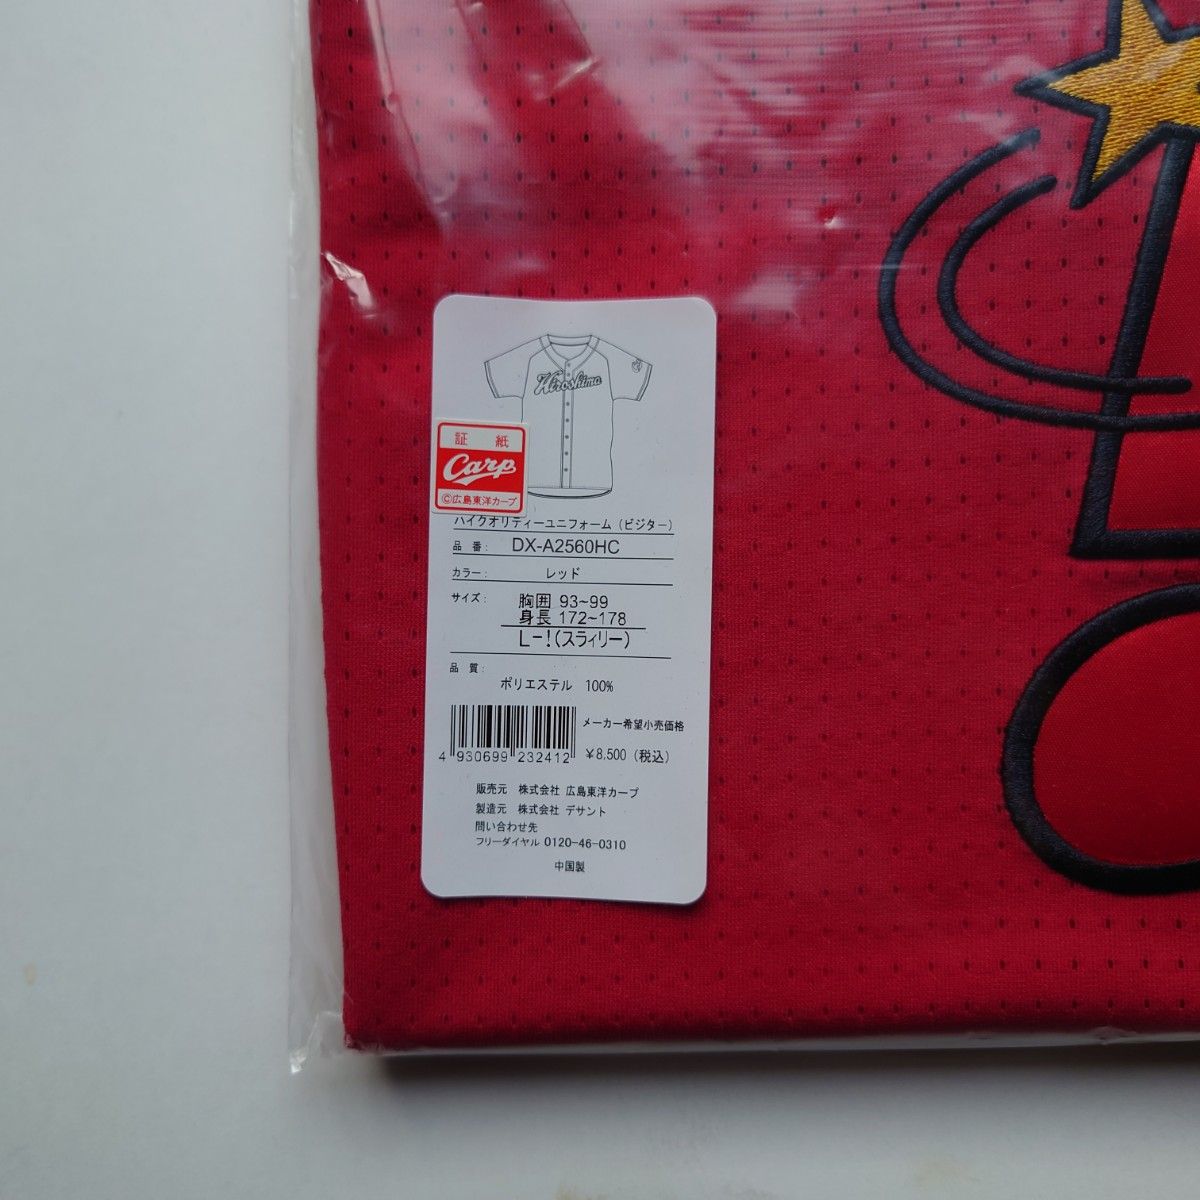 Hiroshima
証 紙
Carp
©広島東洋カープ
ハイクオリティーユニフォーム（ビジター）
品 番： DX-A2560HC
カラー： レッド
サイズ： 胸囲 93~99
身長 172~178
L-!(スライリー)
品 質：
ポリエステル 100%
メーカー希望小売価格
¥8,500（税込）
4 930699 232412
販売元 株式会社 広島東洋カープ
製造元 株式会社 デサント
問い合わせ先
フリーダイヤル 0120-46-0310
中国製